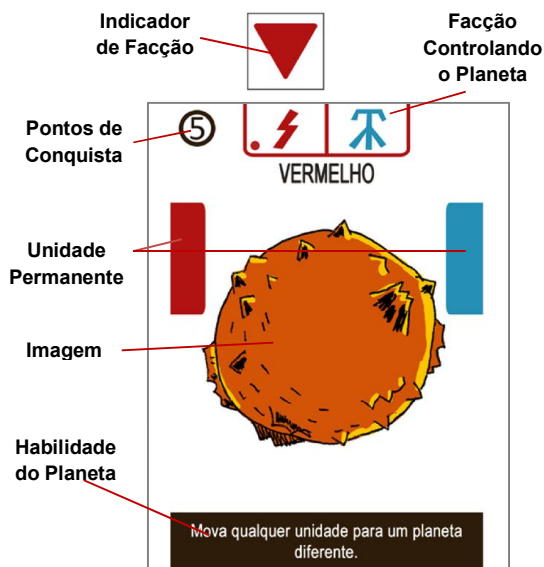 Indicador
de Facção
Facção
Controlando
o Planeta
Pontos de
Conquista
5
VERMELHO
Unidade
Permanente
Imagem
Habilidade
do Planeta
Mova qualquer unidade para um planeta
diferente.